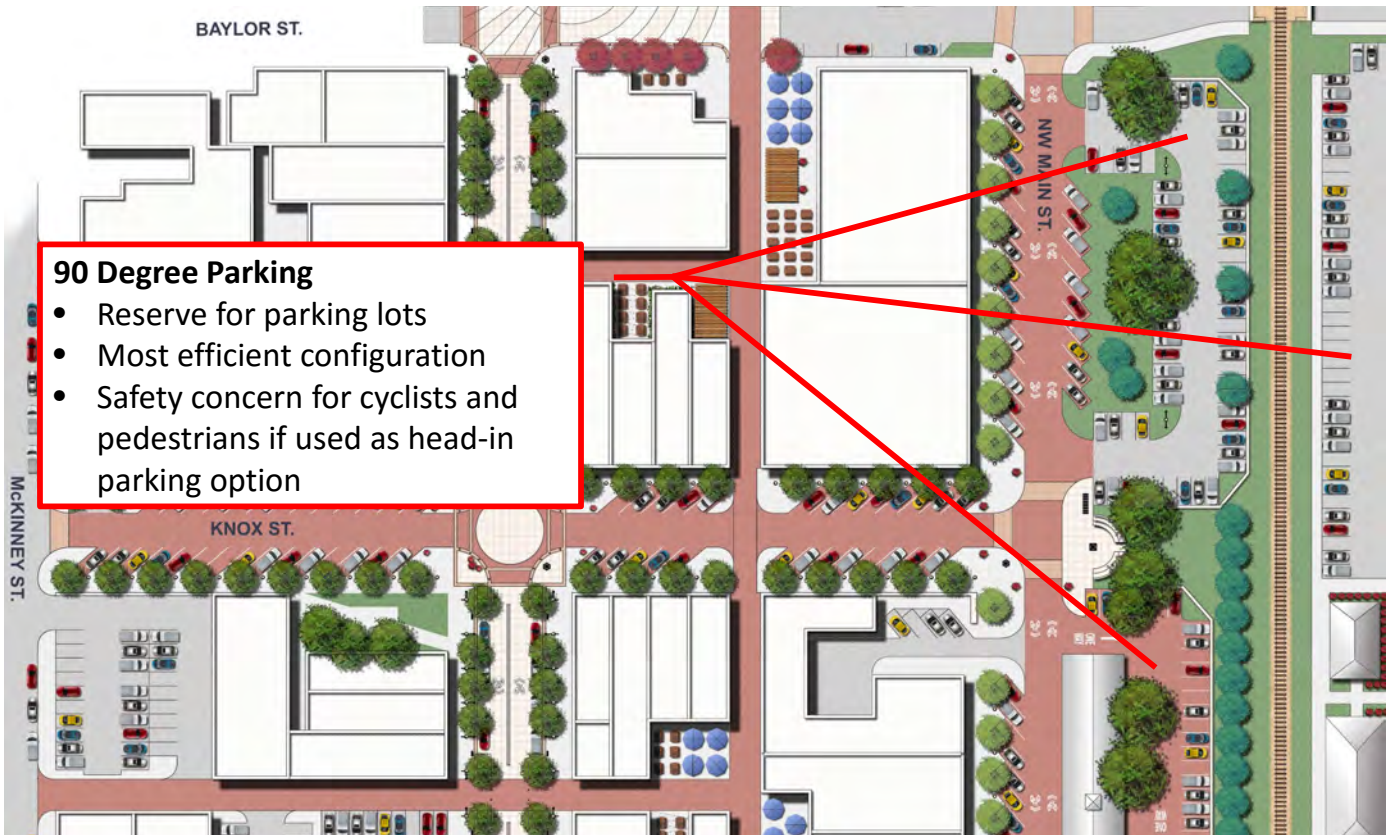 BAYLOR ST.
NW MAIN ST.
90 Degree Parking
• Reserve for parking lots
• Most efficient configuration
• Safety concern for cyclists and
pedestrians if used as head-in
parking option
McKINNEY ST.
KNOX ST.